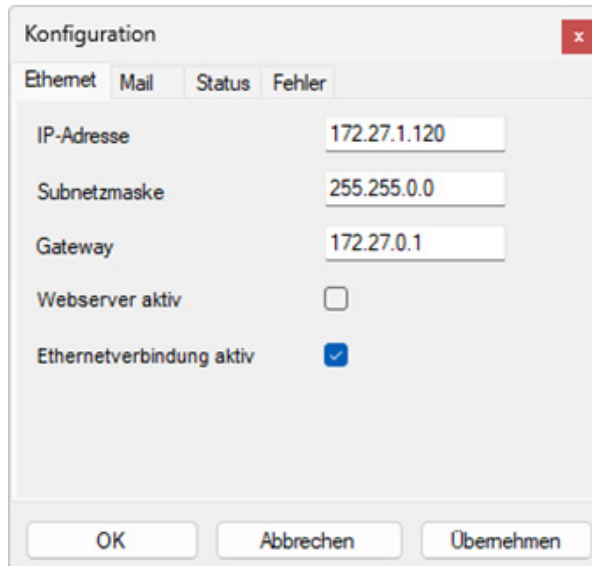 Konfiguration
x
Ethernet Mail Status Fehler
IP-Adresse 172.27.1.120
Subnetzmaske 255.255.0.0
Gateway 172.27.0.1
Webserver aktiv
Ethernetverbindung aktiv
OK Abbrechen Übernehmen